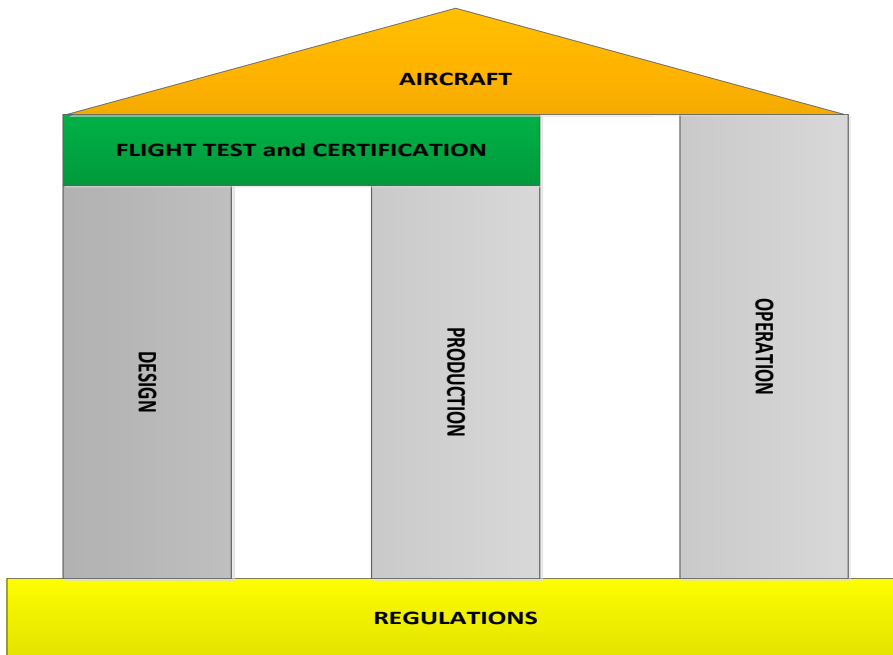 AIRCRAFT
FLIGHT TEST and CERTIFICATION
DESIGN
PRODUCTION
OPERATION
REGULATIONS